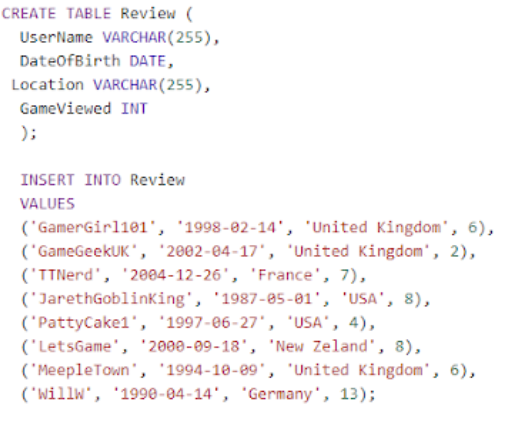 CREATE TABLE Review (
UserName VARCHAR(255),
DateOfBirth DATE,
Location VARCHAR(255),
GameViewed INT
);
INSERT INTO Review
VALUES
('GamerGirl101', '1998-02-14', 'United Kingdom', 6),
('GameGeekUK', '2002-04-17', 'United Kingdom', 2),
('TTNerd', '2004-12-26', 'France', 7),
('JarethGoblinKing', '1987-05-01', 'USA', 8),
('PattyCake1', '1997-06-27', 'USA', 4),
('LetsGame', '2000-09-18', 'New Zeland', 8),
('MeepleTown', '1994-10-09', 'United Kingdom', 6),
('WillW', '1990-04-14', 'Germany', 13);